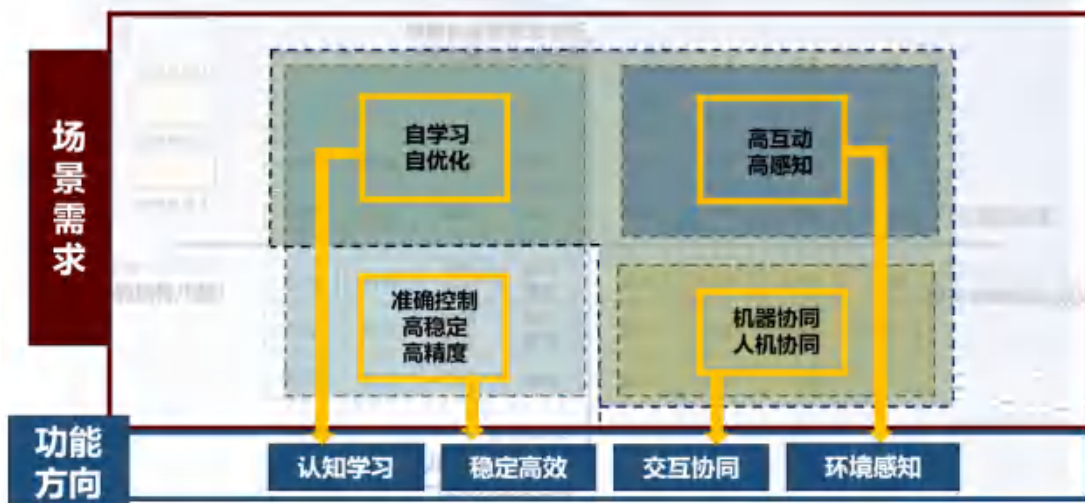 场景需求
自学习
自优化
高互动
高感知
准确控制
高稳定
高精度
机器协同
人机协同
功能
方向
认知学习
稳定高效
交互协同
环境感知